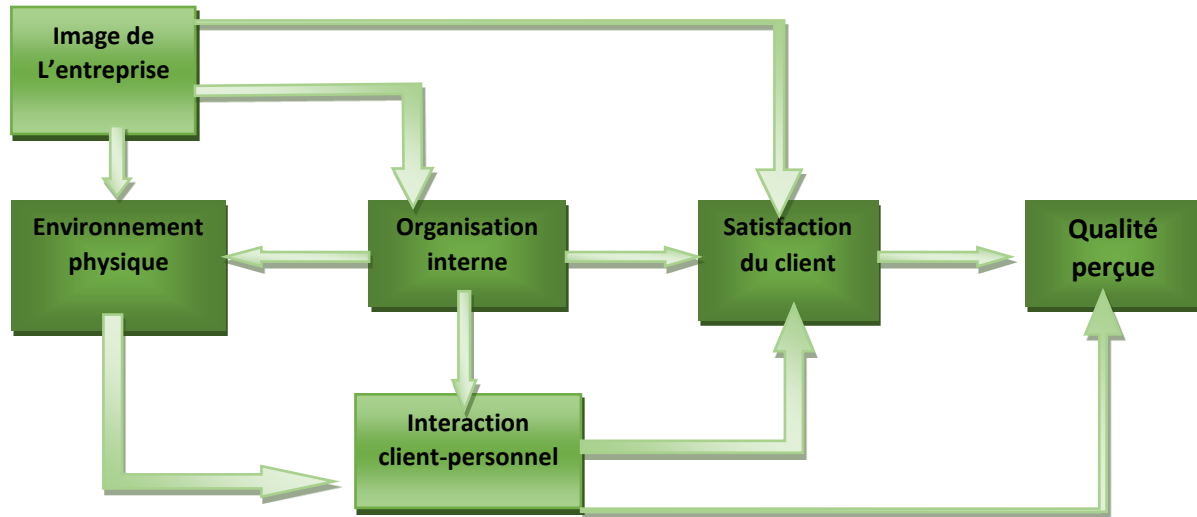 Image de
L’entreprise
Environnement
physique
Organisation
interne
Satisfaction
du client
Qualité
perçue
Interaction
client-personnel